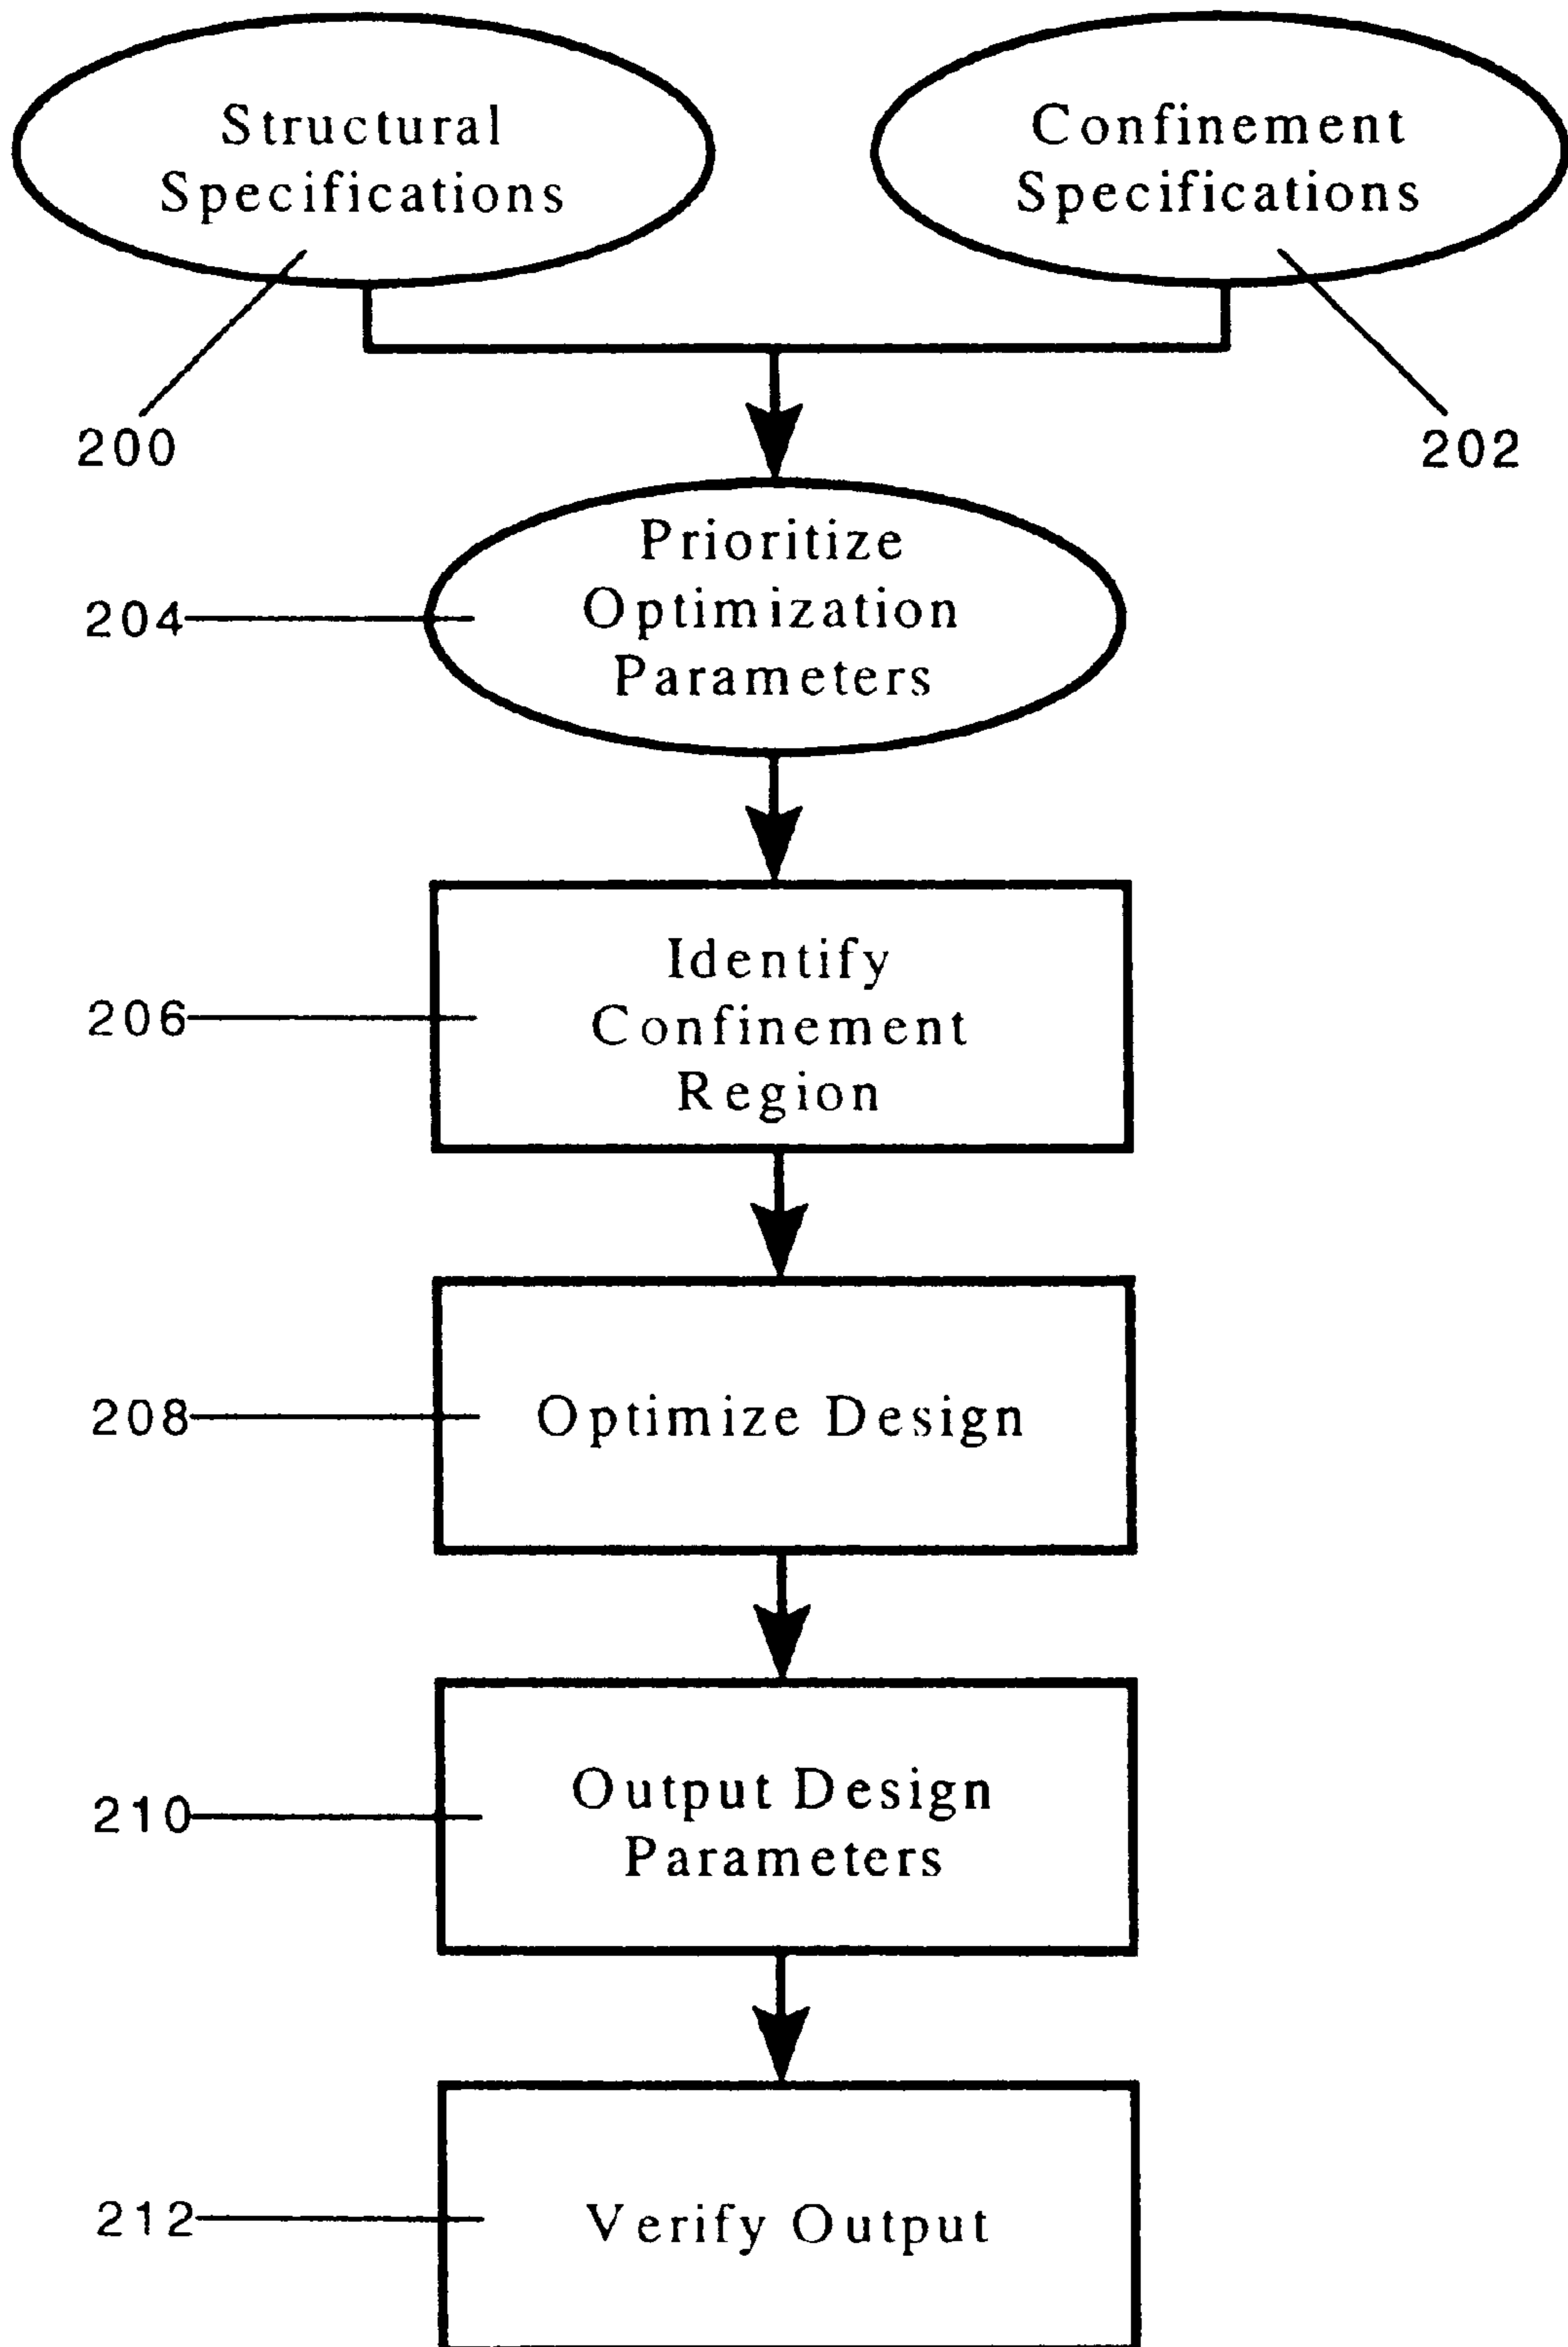 Structural
Specifications
Confinement
Specifications
200
202
Prioritize
Optimization
Parameters
204
Identify
Confinement
Region
206
Optimize Design
208
Output Design
Parameters
210
Verify Output
212